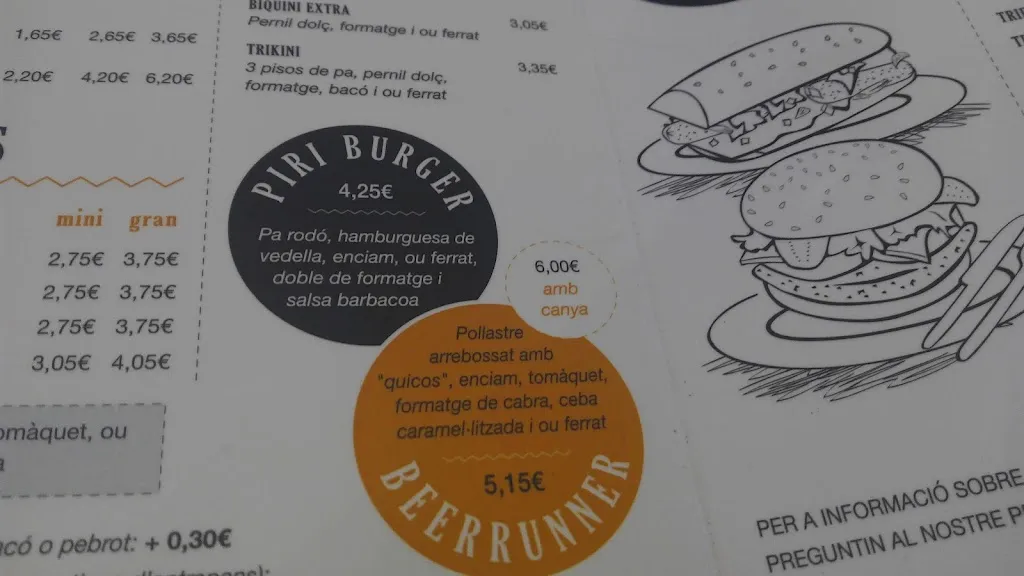 1,65€ 2,65€ 3,65€
2,20€ 4,20€ 6,20€
mini gran
2,75€ 3,75€
2,75€ 3,75€
2,75€ 3,75€
3,05€ 4,05€
omàquet, ou
o pebrot: + 0,30€
BIQUINI EXTRA
Pernil dolç, formatge i ou ferrat 3,05€
TRIKINI
3 pisos de pa, pernil dolç, 3,35€
formatge, bacó i ou ferrat
PIRI BURGER
4,25€
Pa rodó, hamburguesa de
vedella, enciam, ou ferrat,
doble de formatge i
salsa barbacoa
6,00€
amb
canya
Pollastre
arrebossat amb
"quicos", enciam, tomàquet,
formatge de cabra, ceba
caramel·litzada i ou ferrat
5,15€
BEERRUNNER
PER A INFORMACIÓ SOBRE
PREGUNTIN AL NOSTRE